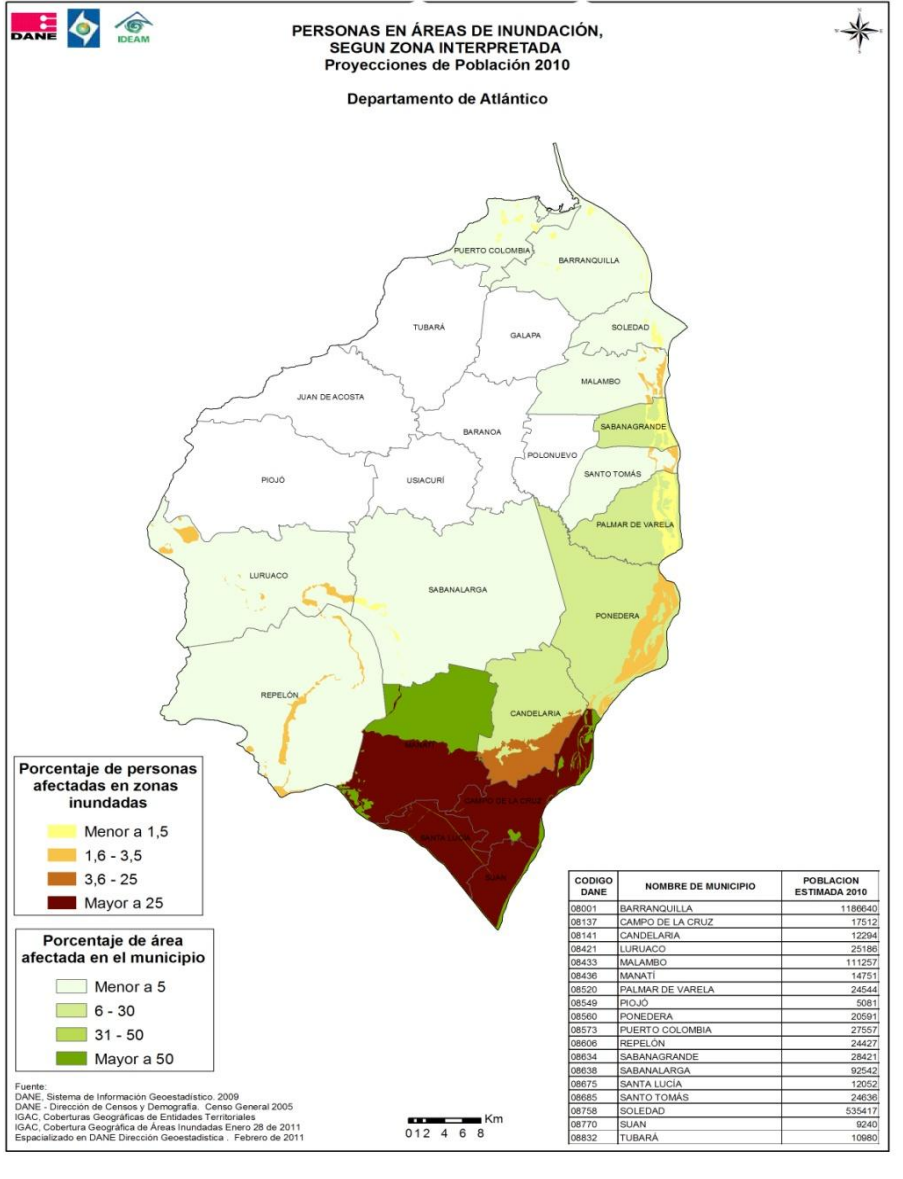 DANE
IDEAM
PERSONAS EN ÁREAS DE INUNDACIÓN,
SEGUN ZONA INTERPRETADA
Proyecciones de Población 2010
Departamento de Atlántico
PUERTO COLOMBIA
BARRANQUILLA
TUBARÁ
GALAPA
SOLEDAD
MALAMBO
JUAN DE ACOSTA
BARANOA
SABANAGRANDE
POLONUEVO
PIOJÓ
USIACURÍ
SANTO TOMÁS
PALMAR DE VARELA
LURUACO
SABANALARGA
PONEDERA
REPELÓN
CANDELARIA
MANATÍ
CAMPO DE LA CRUZ
SANTA LUCÍA
SUAN
Porcentaje de personas
afectadas en zonas
inundadas
Menor a 1,5
1,6 - 3,5
3,6 - 25
Mayor a 25
Porcentaje de área
afectada en el municipio
Menor a 5
6 - 30
31 - 50
Mayor a 50
Fuente:
DANE, Sistema de Información Geoestadístico. 2009
DANE - Dirección de Censos y Demografia. Censo General 2005
IGAC, Coberturas Geográficas de Entidades Territoriales
IGAC, Cobertura Geográfica de Áreas Inundadas Enero 28 de 2011
Espacializado en DANE Dirección Geoestadistica . Febrero de 2011
Km
0 1 2 4 6 8
CODIGO DANE NOMBRE DE MUNICIPIO POBLACION ESTIMADA 2010
08001 BARRANQUILLA 1186640
08137 CAMPO DE LA CRUZ 17512
08141 CANDELARIA 12294
08421 LURUACO 25186
08433 MALAMBO 111257
08436 MANATÍ 14751
08520 PALMAR DE VARELA 24544
08549 PIOJÓ 5081
08560 PONEDERA 20591
08573 PUERTO COLOMBIA 27557
08606 REPELÓN 24427
08634 SABANAGRANDE 28421
08638 SABANALARGA 92542
08675 SANTA LUCÍA 12052
08685 SANTO TOMÁS 24636
08758 SOLEDAD 535417
08770 SUAN 9240
08832 TUBARÁ 10980